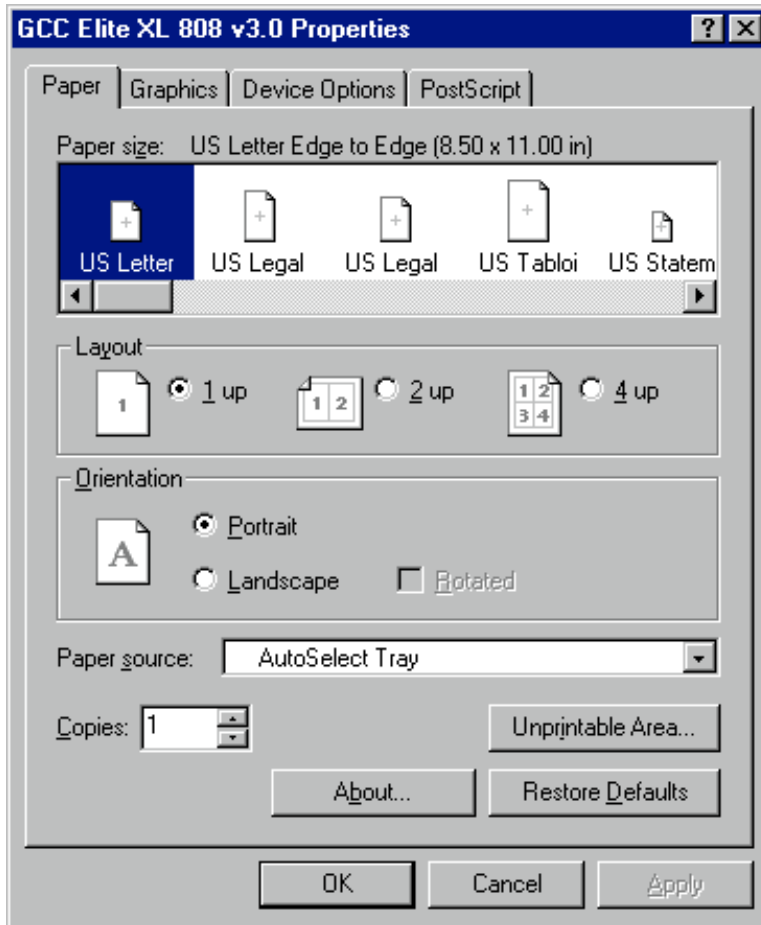 GCC Elite XL 808 v3.0 Properties ?
Paper Graphics Device Options PostScript
Paper size: US Letter Edge to Edge (8.50 x 11.00 in)
US Letter US Legal US Legal US Tabloi US Statem
Layout
1 1 up 1 2 2 up 1 2 3 4 4 up
Orientation
A Portrait
Landscape Rotated
Paper source: AutoSelect Tray
Copies: 1 Unprintable Area...
About... Restore Defaults
OK Cancel Apply